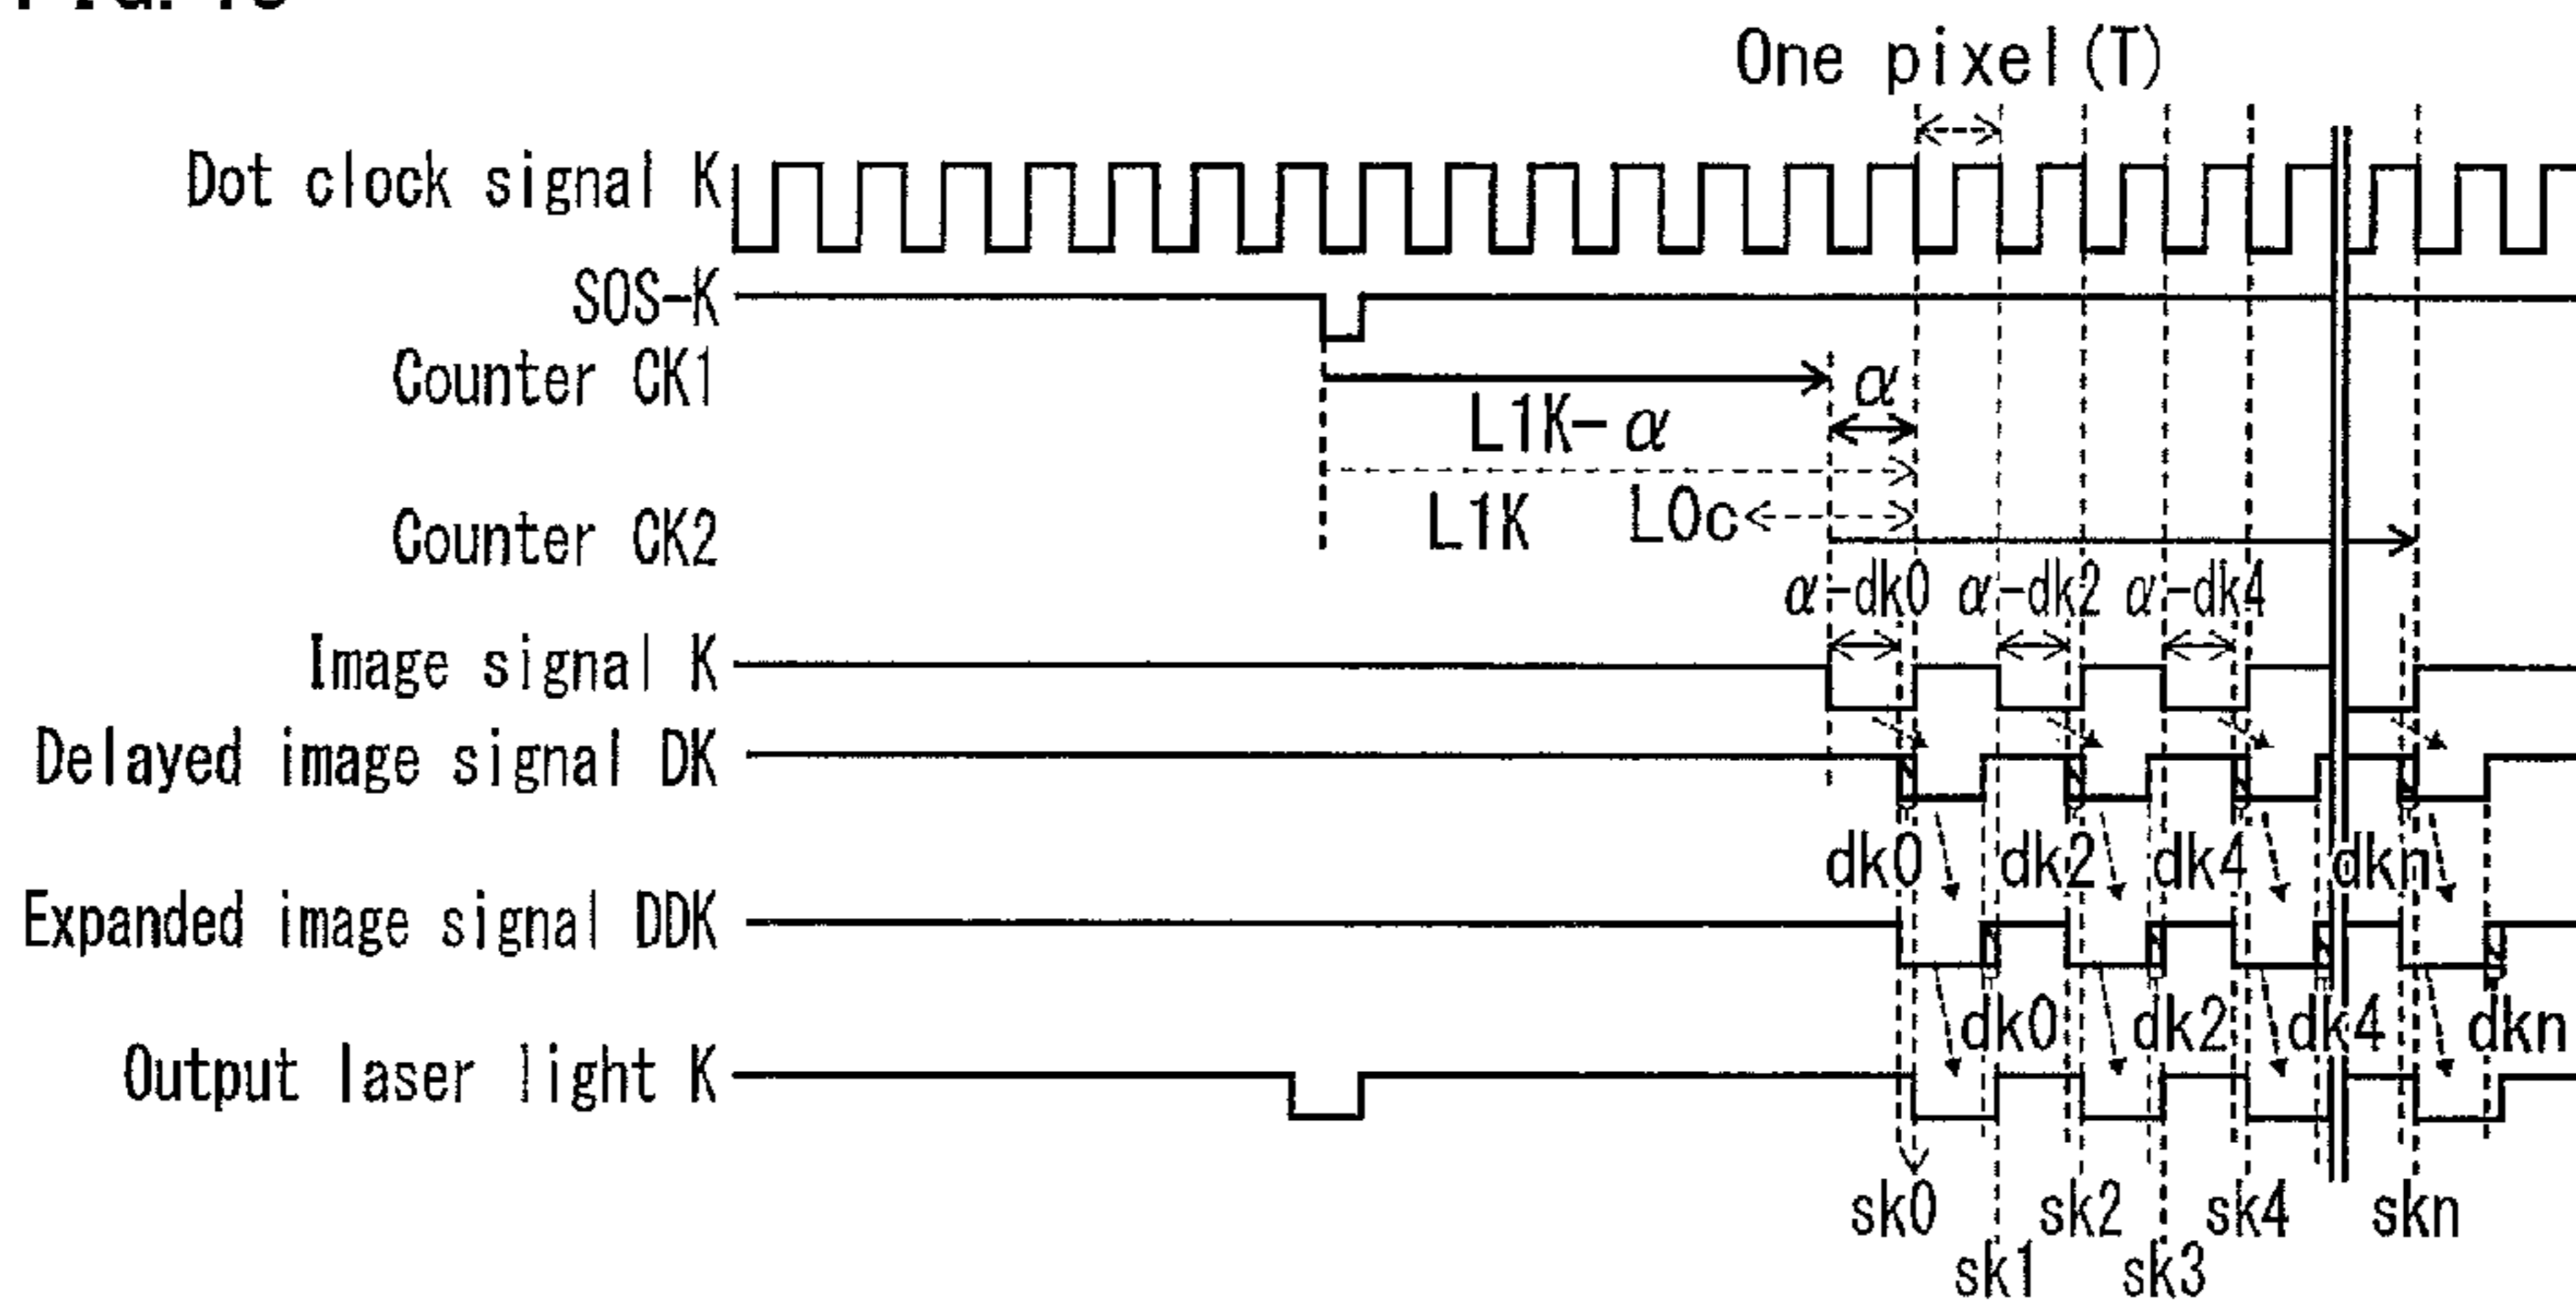 One pixel(T)
Dot clock signal K
SOS-K
Counter CK1
α
L1K-α
L1K
L0c
Counter CK2
α-dk0 α-dk2 α-dk4
Image signal K
Delayed image signal DK
dk0 dk2 dk4 dkn
Expanded image signal DDK
dk0 dk2 dk4 dkn
Output laser light K
sk0 sk2 sk4 skn
sk1 sk3